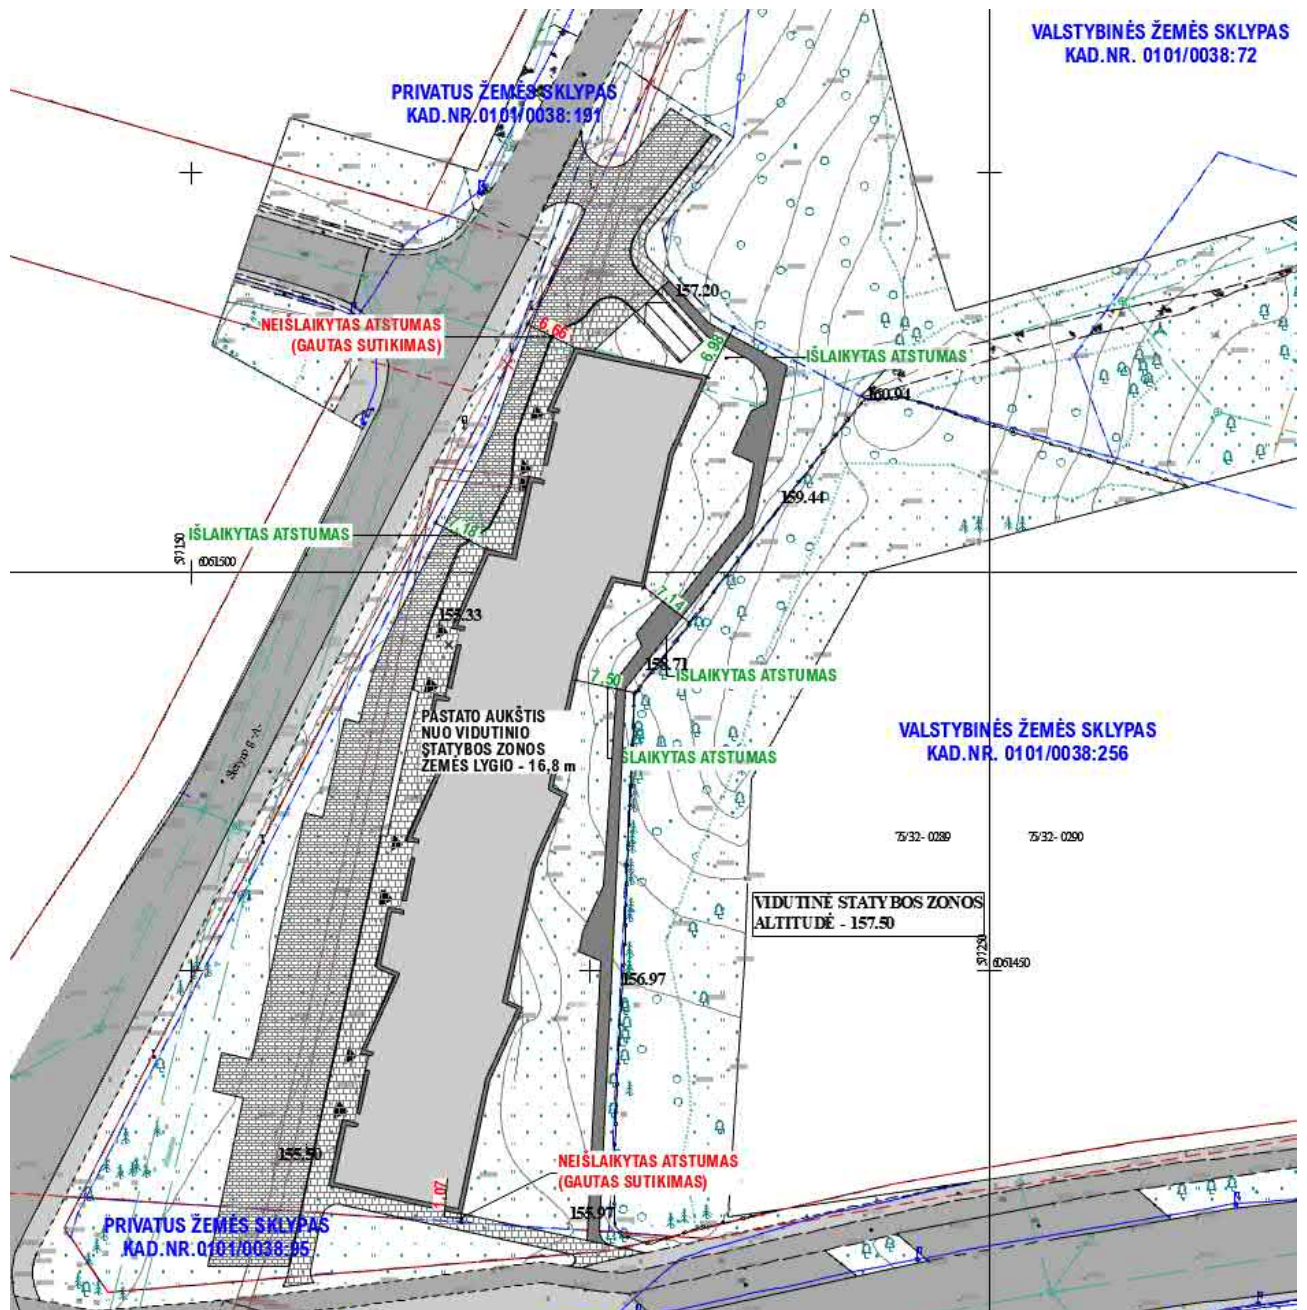 VALSTYBINĖS ŽEMĖS SKLYPAS
KAD.NR. 0101/0038:72
PRIVATUS ŽEMĖS SKLYPAS
KAD.NR.0101/0038:191
157.20
NEIŠLAIKYTAS ATSTUMAS
(GAUTAS SUTIKIMAS)
6,66
6,98
IŠLAIKYTAS ATSTUMAS
160.94
159.44
7,18
IŠLAIKYTAS ATSTUMAS
577150
6061500
7,14
155.33
158.71
IŠLAIKYTAS ATSTUMAS
7,50
PASTATO AUKŠTIS
NUO VIDUTINIO
STATYBOS ZONOS
ŽEMĖS LYGIO - 16,8 m
VALSTYBINĖS ŽEMĖS SKLYPAS
KAD.NR. 0101/0038:256
ŠLAIKYTAS ATSTUMAS
75/32- 0289
75/32- 0290
VIDUTINĖ STATYBOS ZONOS
ALTITUDĖ - 157.50
577250
6061450
156.97
155.50
NEIŠLAIKYTAS ATSTUMAS
(GAUTAS SUTIKIMAS)
1,07
155.97
PRIVATUS ŽEMĖS SKLYPAS
KAD.NR.0101/0038:95